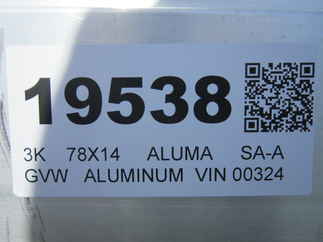 19538
3K 78X14 ALUMA SA-A
GVW ALUMINUM VIN 00324